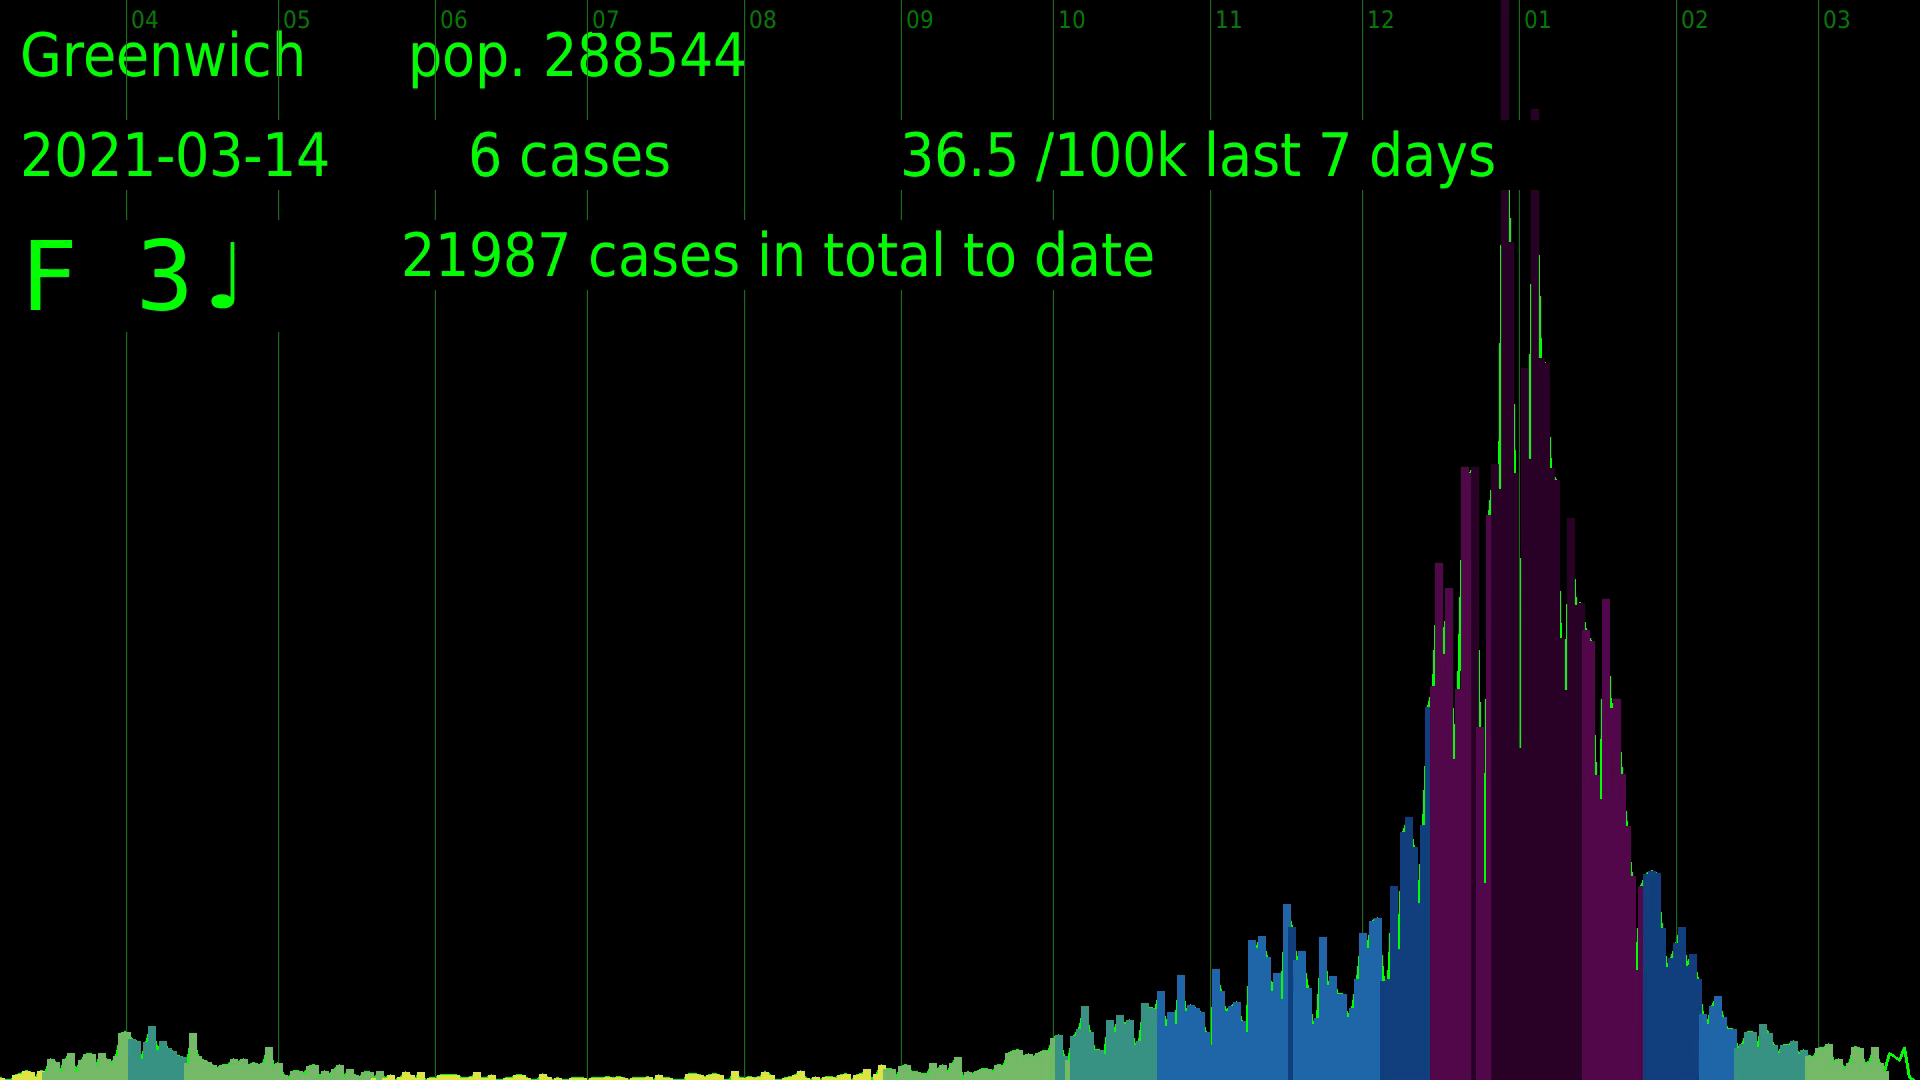 04 05 06 07 08 09 10 11 12 01 02 03
Greenwich pop. 288544
2021-03-14 6 cases 36.5 /100k last 7 days
F 3♩ 21987 cases in total to date